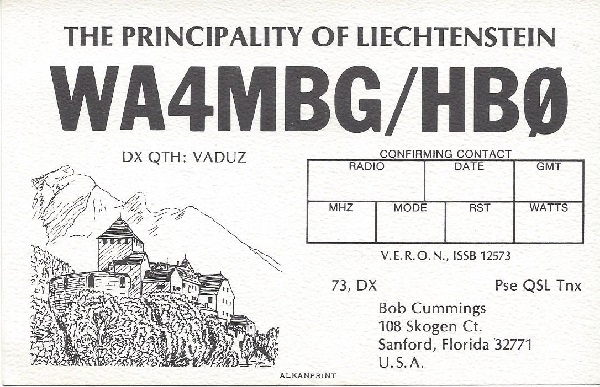 THE PRINCIPALITY OF LIECHTENSTEIN
WA4MBG/HBØ
DX QTH: VADUZ
CONFIRMING CONTACT
RADIO DATE GMT
MHZ MODE RST WATTS
V.E.R.O.N., ISSB 12573
73, DX Pse QSL Tnx
Bob Cummings
108 Skogen Ct.
Sanford, Florida 32771
U.S.A.
ALKANPRINT